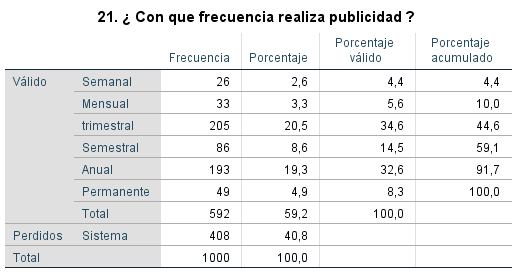 21. ¿ Con que frecuencia realiza publicidad ?
Frecuencia Porcentaje Porcentaje válido Porcentaje acumulado
Válido Semanal 26 2,6 4,4 4,4
Mensual 33 3,3 5,6 10,0
trimestral 205 20,5 34,6 44,6
Semestral 86 8,6 14,5 59,1
Anual 193 19,3 32,6 91,7
Permanente 49 4,9 8,3 100,0
Total 592 59,2 100,0
Perdidos Sistema 408 40,8
Total 1000 100,0